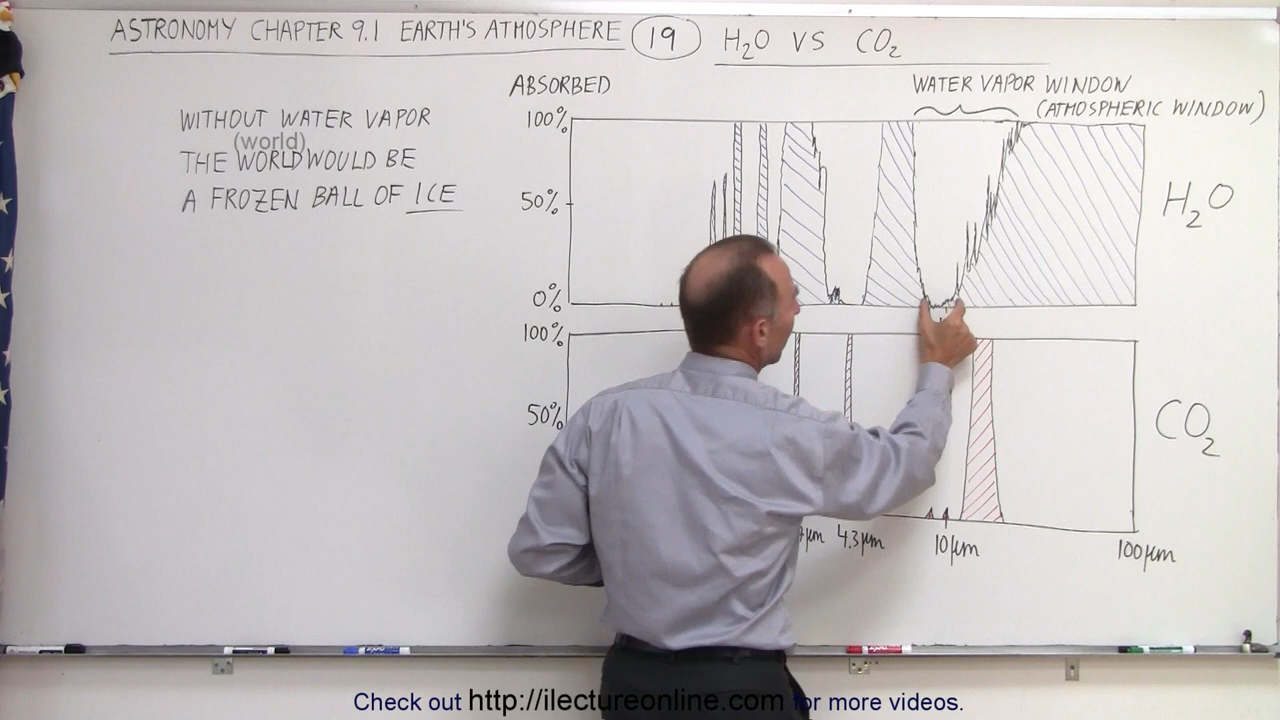 ASTRONOMY CHAPTER 9.1 EARTH'S ATMOSPHERE 19 H₂O VS CO₂
WITHOUT WATER VAPOR
(world)
THE WORLD WOULD BE
A FROZEN BALL OF ICE
ABSORBED
WATER VAPOR WINDOW
(ATMOSPHERIC WINDOW)
100%
50%
0%
H₂O
100%
50%
CO₂
μm 4.3μm 10μm 100μm
Check out http://ilectureonline.com for more videos.